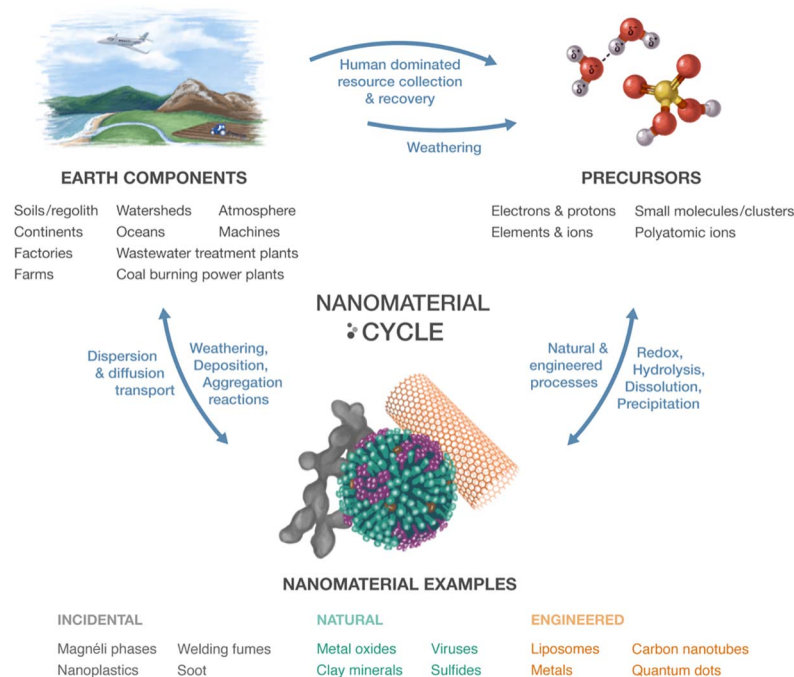 Human dominated
resource collection
& recovery
Weathering
EARTH COMPONENTS
Soils/regolith Watersheds Atmosphere
Continents Oceans Machines
Factories Wastewater treatment plants
Farms Coal burning power plants
PRECURSORS
Electrons & protons Small molecules/clusters
Elements & ions Polyatomic ions
NANOMATERIAL
CYCLE
Dispersion
& diffusion
transport
Weathering,
Deposition,
Aggregation
reactions
Natural &
engineered
processes
Redox,
Hydrolysis,
Dissolution,
Precipitation
NANOMATERIAL EXAMPLES
INCIDENTAL
Magnéli phases Welding fumes
Nanoplastics Soot
NATURAL
Metal oxides Viruses
Clay minerals Sulfides
ENGINEERED
Liposomes Carbon nanotubes
Metals Quantum dots